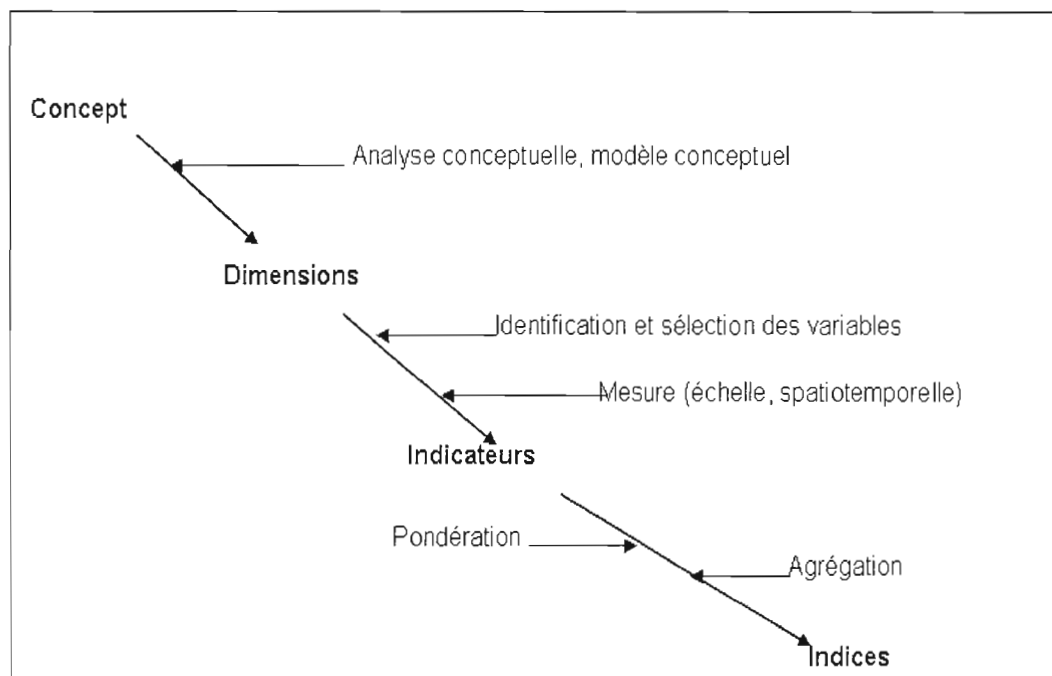 Concept
Analyse conceptuelle, modèle conceptuel
Dimensions
Identification et sélection des variables
Mesure (échelle, spatiotemporelle)
Indicateurs
Pondération
Agrégation
Indices